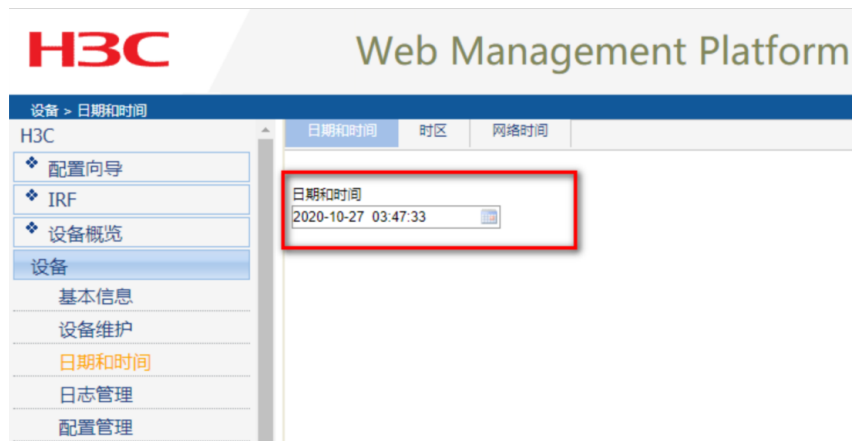 H3C
Web Management Platform
设备 > 日期和时间
H3C
日期和时间 时区 网络时间
配置向导
IRF
设备概览
设备
基本信息
设备维护
日期和时间
日志管理
配置管理
日期和时间
2020-10-27 03:47:33